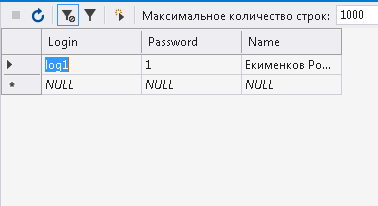 Максимальное количество строк: 1000
Login Password Name
log1 1 Екименков Ро...
NULL NULL NULL